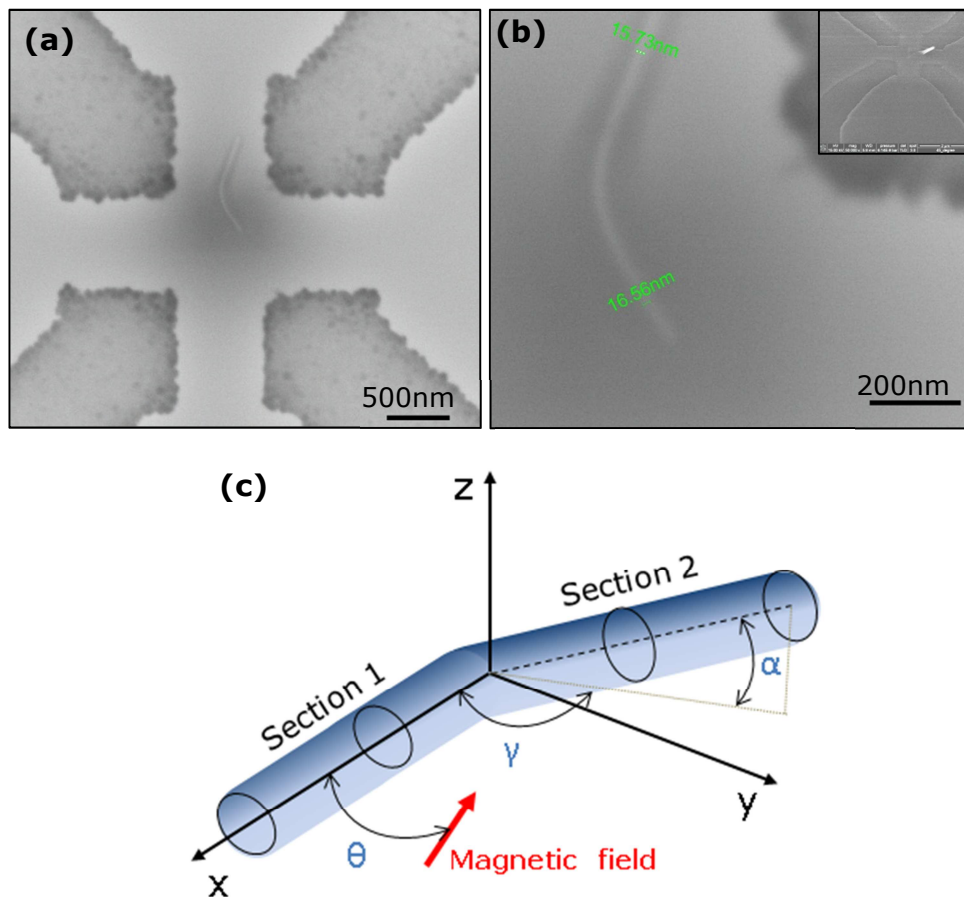 (a)
500nm
(b)
15.73nm
16.56nm
200nm
(c)
z
Section 2
Section 1
α
γ
y
θ
x
Magnetic field